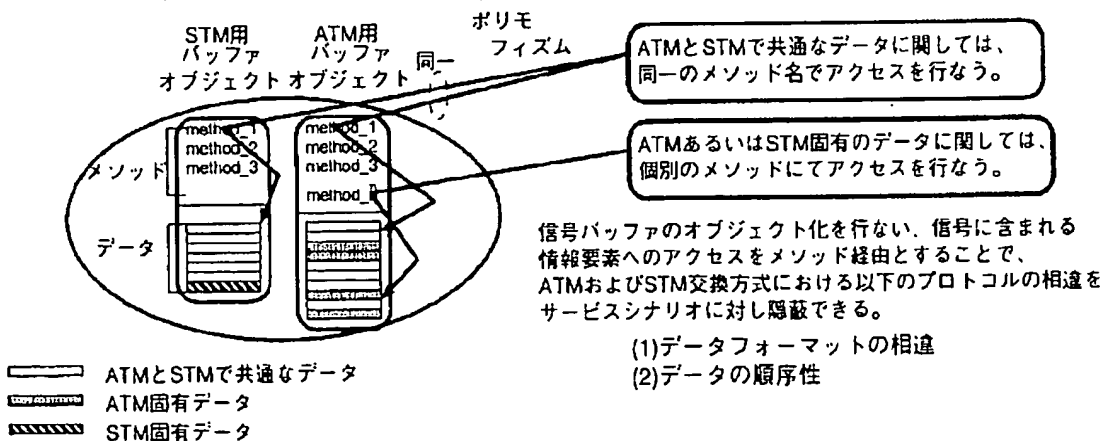 STM用
バッファ
オブジェクト
ATM用
バッファ
オブジェクト
同一
ポリモ
フィズム
ATMとSTMで共通なデータに関しては、
同一のメソッド名でアクセスを行なう。
method_1
method_2
method_3
method_1
method_2
method_3
メソッド
ATMあるいはSTM固有のデータに関しては、
個別のメソッドにてアクセスを行なう。
データ
信号バッファのオブジェクト化を行ない、信号に含まれる
情報要素へのアクセスをメソッド経由とすることで、
ATMおよびSTM交換方式における以下のプロトコルの相違を
サービスシナリオに対し隠蔽できる。
(1)データフォーマットの相違
(2)データの順序性
ATMとSTMで共通なデータ
ATM固有データ
STM固有データ